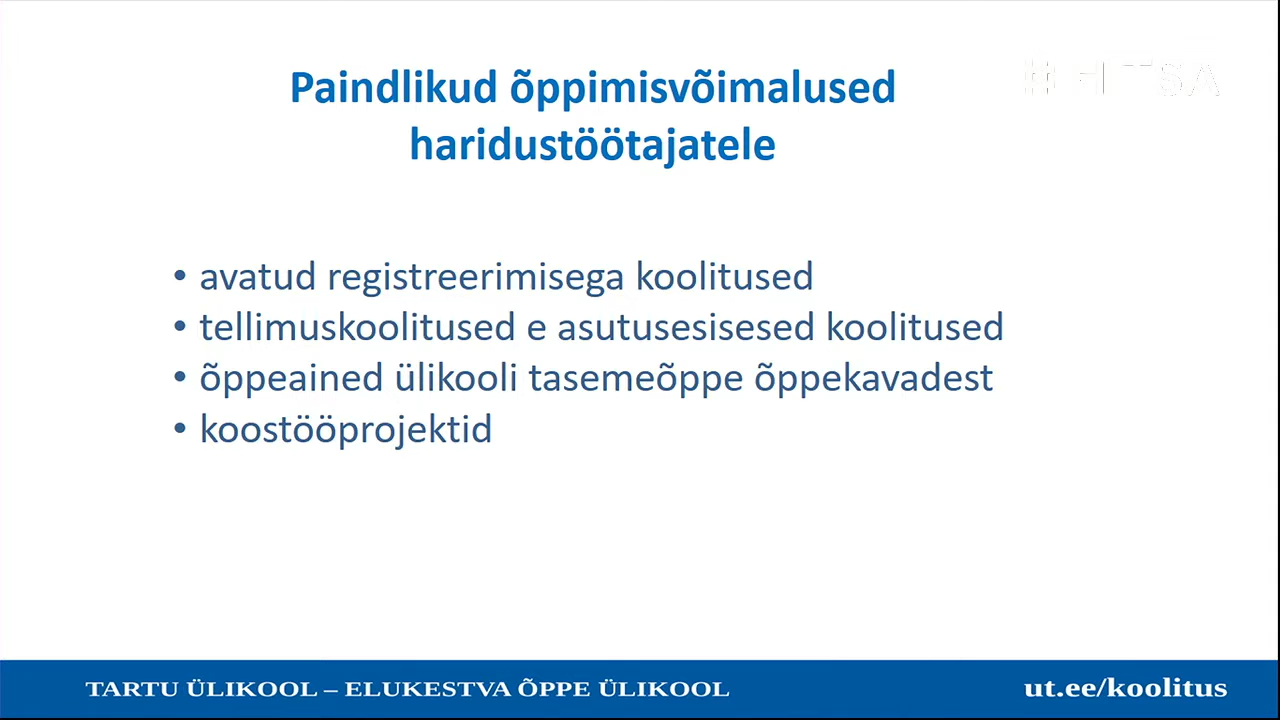 Paindlikud õppimisvõimalused
haridustöötajatele
• avatud registreerimisega koolitused
• tellimuskoolitused e asutusesisesed koolitused
• õppeained ülikooli tasemeõppe õppekavadest
• koostööprojektid
TARTU ÜLIKOOL – ELUKESTVA ÕPPE ÜLIKOOL
ut.ee/koolitus